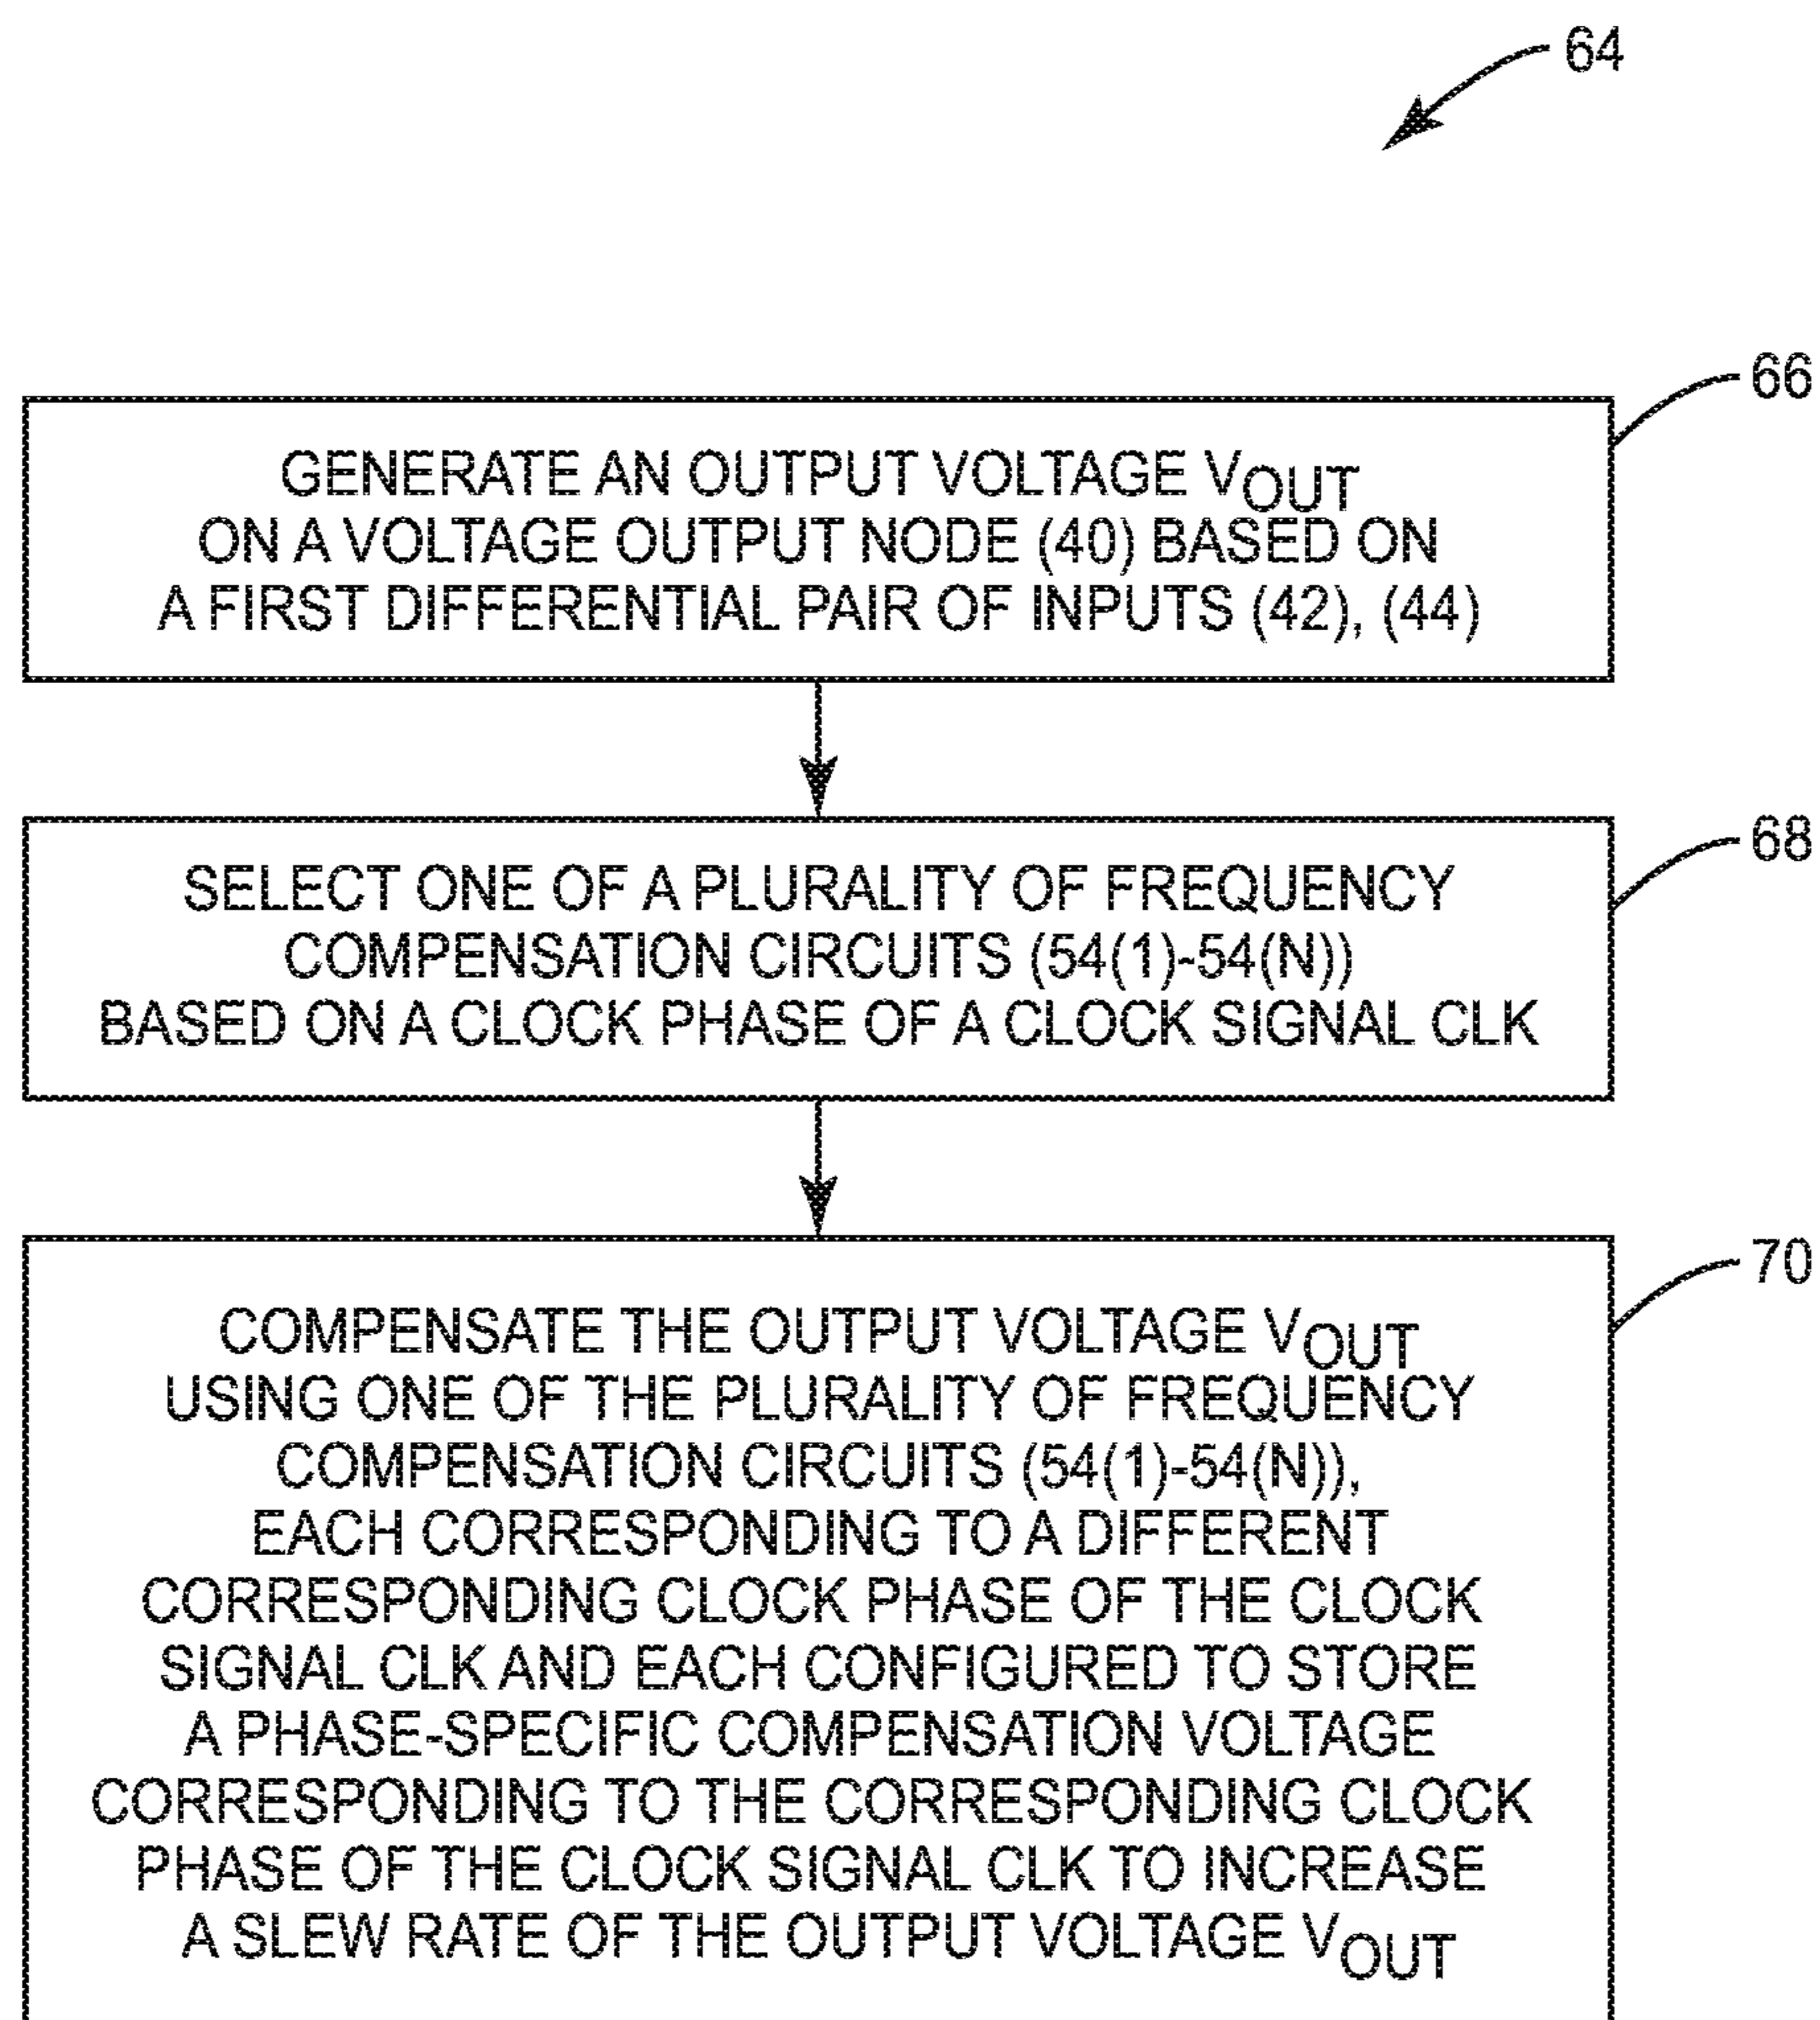 64
66
GENERATE AN OUTPUT VOLTAGE VOUT
ON A VOLTAGE OUTPUT NODE (40) BASED ON
A FIRST DIFFERENTIAL PAIR OF INPUTS (42), (44)
68
SELECT ONE OF A PLURALITY OF FREQUENCY
COMPENSATION CIRCUITS (54(1)-54(N))
BASED ON A CLOCK PHASE OF A CLOCK SIGNAL CLK
70
COMPENSATE THE OUTPUT VOLTAGE VOUT
USING ONE OF THE PLURALITY OF FREQUENCY
COMPENSATION CIRCUITS (54(1)-54(N)),
EACH CORRESPONDING TO A DIFFERENT
CORRESPONDING CLOCK PHASE OF THE CLOCK
SIGNAL CLK AND EACH CONFIGURED TO STORE
A PHASE-SPECIFIC COMPENSATION VOLTAGE
CORRESPONDING TO THE CORRESPONDING CLOCK
PHASE OF THE CLOCK SIGNAL CLK TO INCREASE
A SLEW RATE OF THE OUTPUT VOLTAGE VOUT